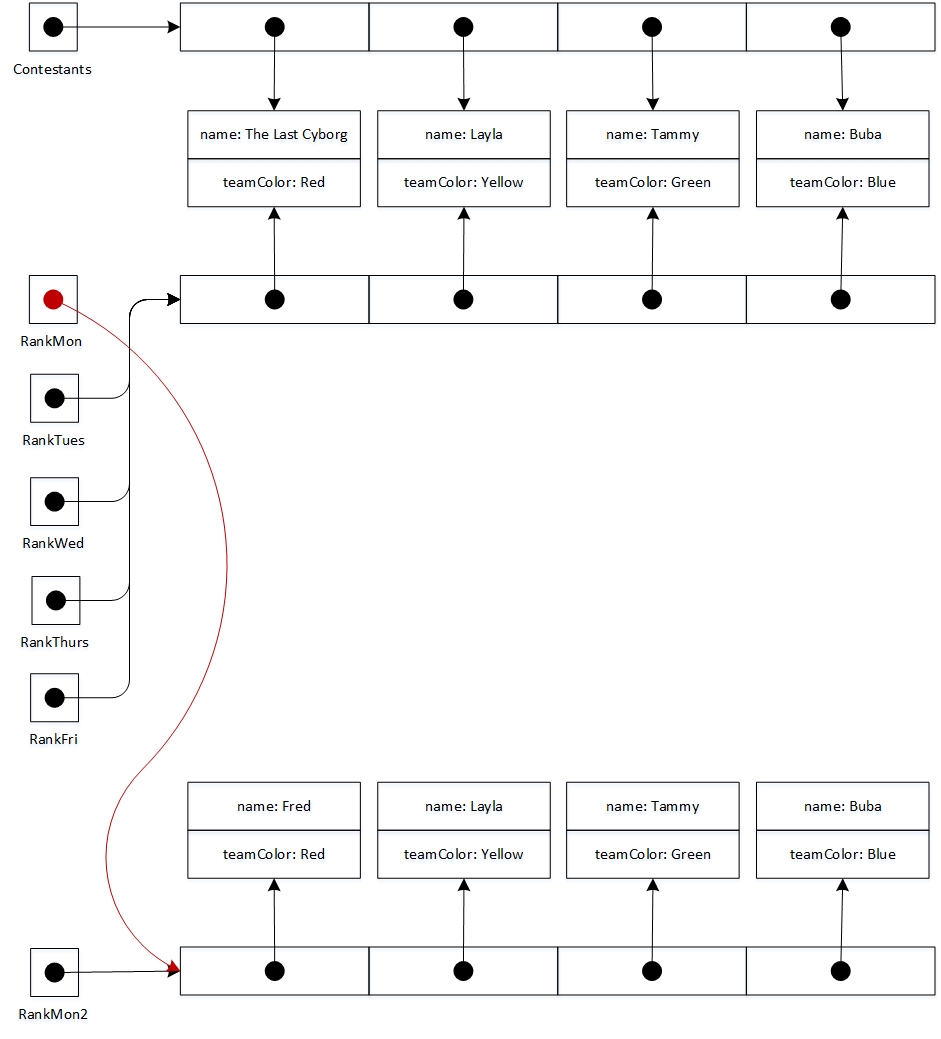 Contestants
name: The Last Cyborg
name: Layla
name: Tammy
name: Buba
teamColor: Red
teamColor: Yellow
teamColor: Green
teamColor: Blue
RankMon
RankTues
RankWed
RankThurs
RankFri
name: Fred
name: Layla
name: Tammy
name: Buba
teamColor: Red
teamColor: Yellow
teamColor: Green
teamColor: Blue
RankMon2